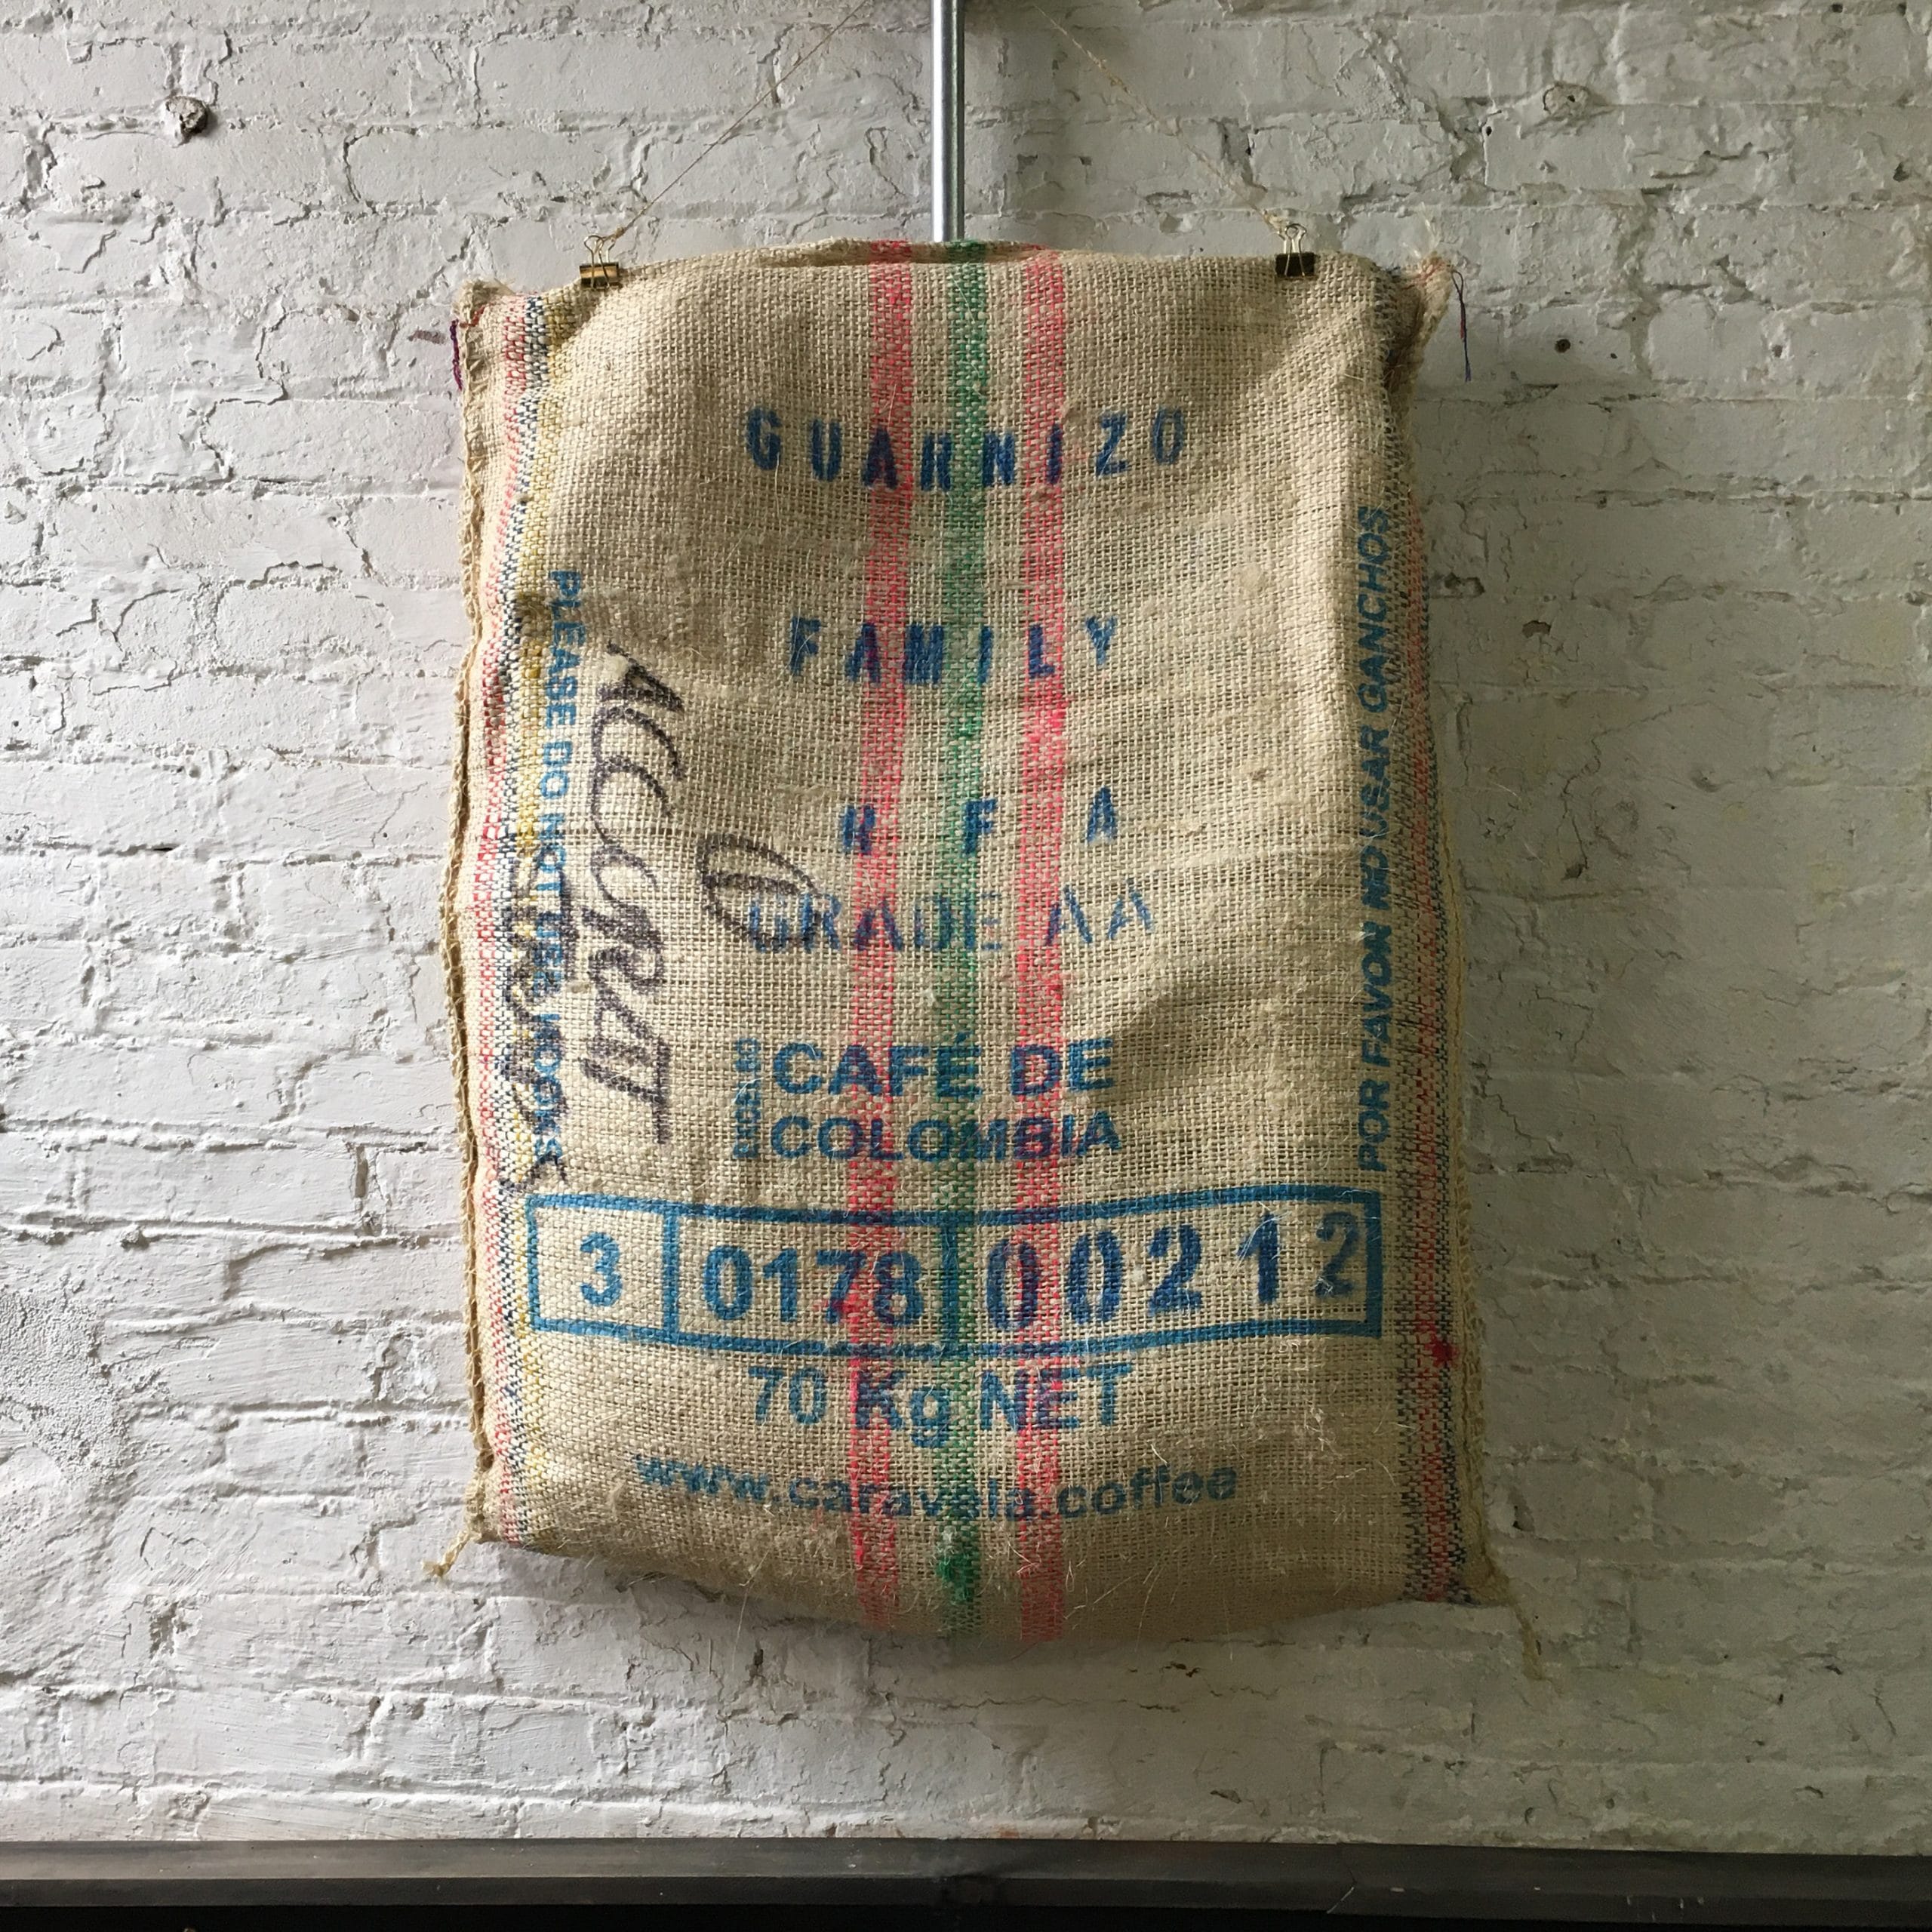 GUARNIZO
FAMILY
H F A
GRADE AA
EXCELSO
CAFÉ DE
COLOMBIA
3 0178 00212
70 Kg NET
www.caravela.coffee
PLEASE DO NOT USE HOOKS
POR FAVOR NO USAR GANCHOS